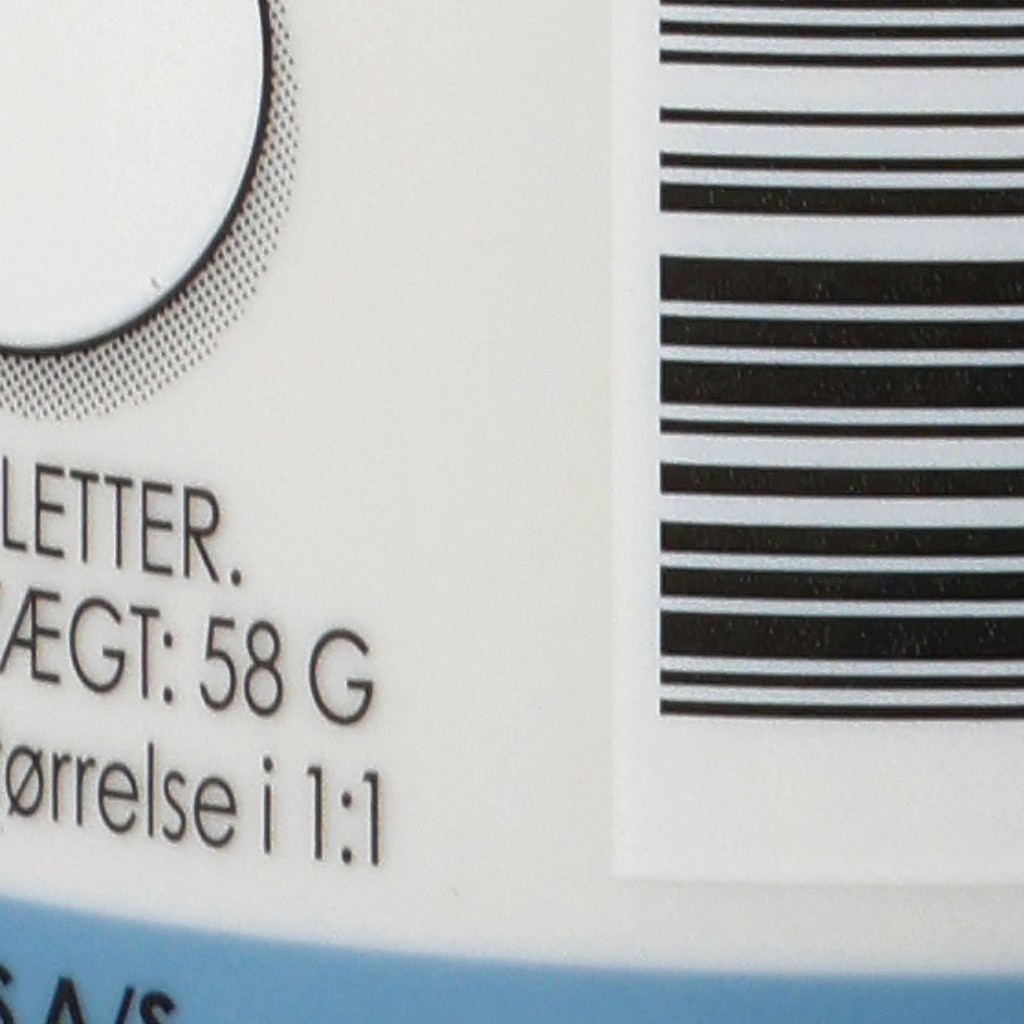 LETTER.
ÆGT: 58 G
ørrelse i 1:1
A/S